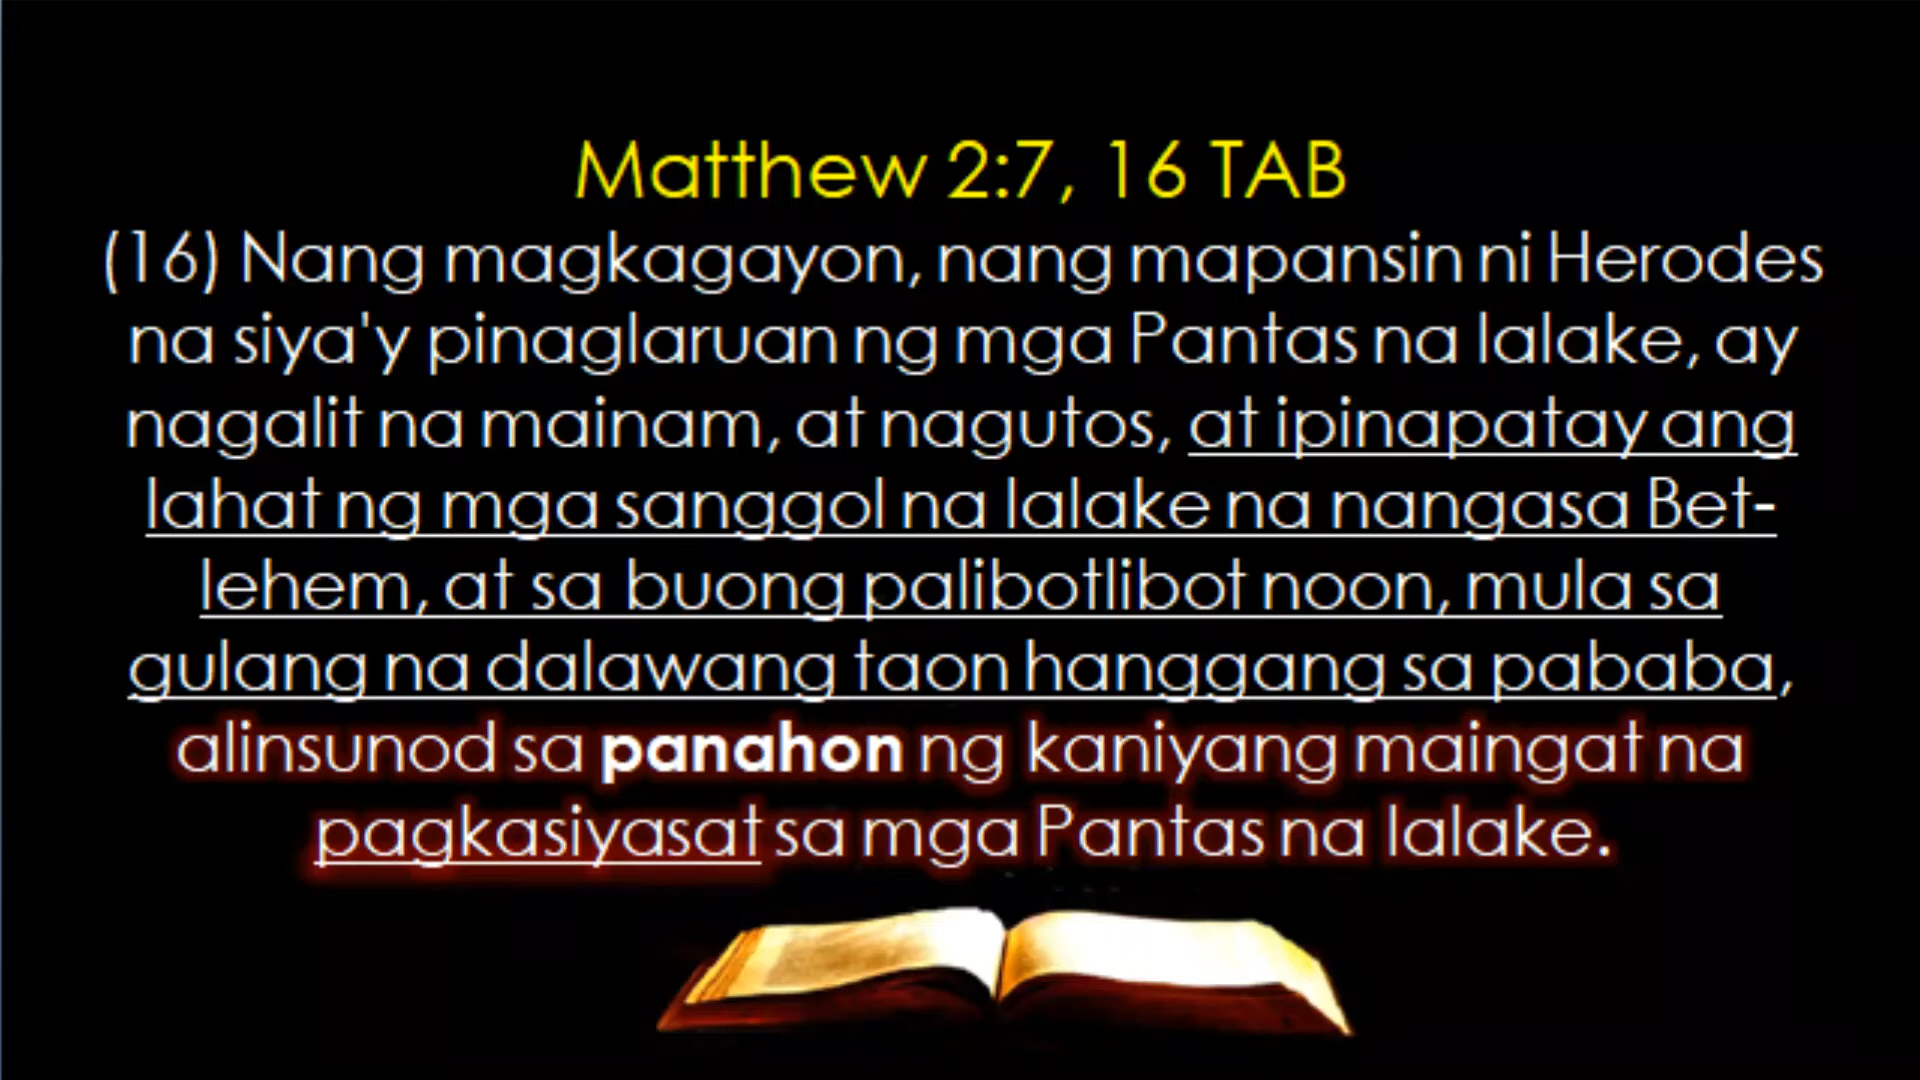 Matthew 2:7, 16 TAB
(16) Nang magkagayon, nang mapansin ni Herodes
na siya'y pinaglaruan ng mga Pantas na lalake, ay
nagalit na mainam, at nagutos, at ipinapatay ang
lahat ng mga sanggol na lalake na nangasa Bet-
lehem, at sa buong palibotlibot noon, mula sa
gulang na dalawang taon hanggang sa pababa,
alinsunod sa panahon ng kaniyang maingat na
pagkasiyasat sa mga Pantas na lalake.